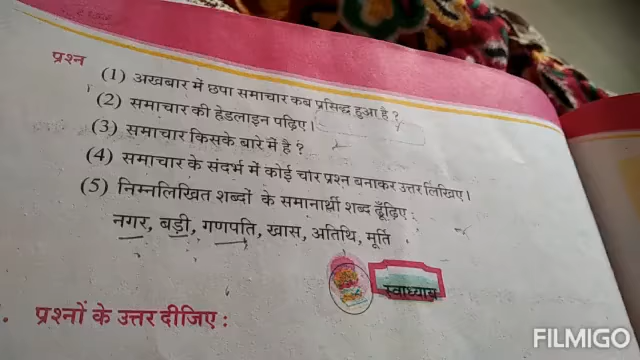 प्रश्न
(1) अखबार में छपा समाचार कब प्रसिद्ध हुआ है ?
(2) समाचार की हेडलाइन पढ़िए।
(3) समाचार किसके बारे में है ?
(4) समाचार के संदर्भ में कोई चार प्रश्न बनाकर उत्तर लिखिए।
(5) निम्नलिखित शब्दों के समानार्थी शब्द ढूँढ़िए :
नगर, बड़ी, गणपति, खास, अतिथि, मूर्ति
स्वाध्याय
प्रश्नों के उत्तर दीजिए :
FILMIGO